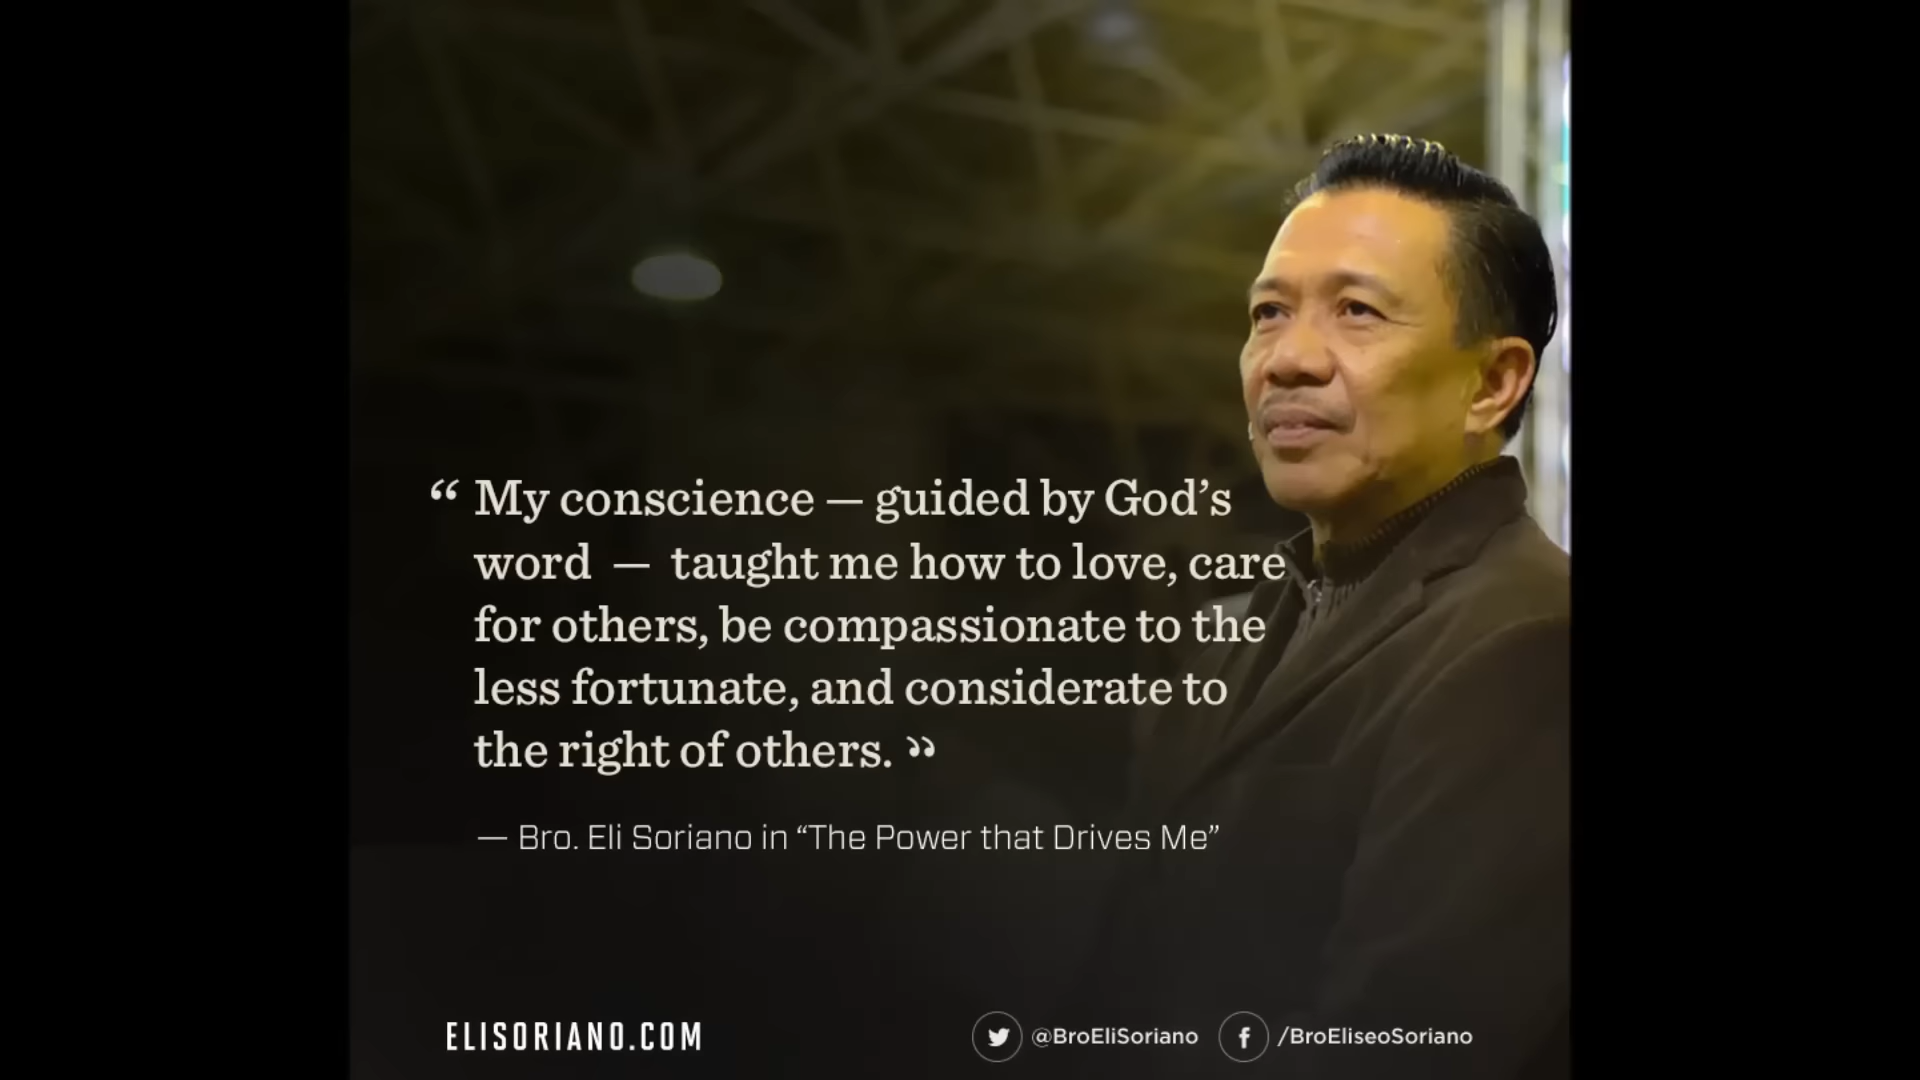 “ My conscience — guided by God’s
word — taught me how to love, care
for others, be compassionate to the
less fortunate, and considerate to
the right of others. ”
— Bro. Eli Soriano in “The Power that Drives Me”
ELISORIANO.COM
@BroEliSoriano
/BroEliseoSoriano